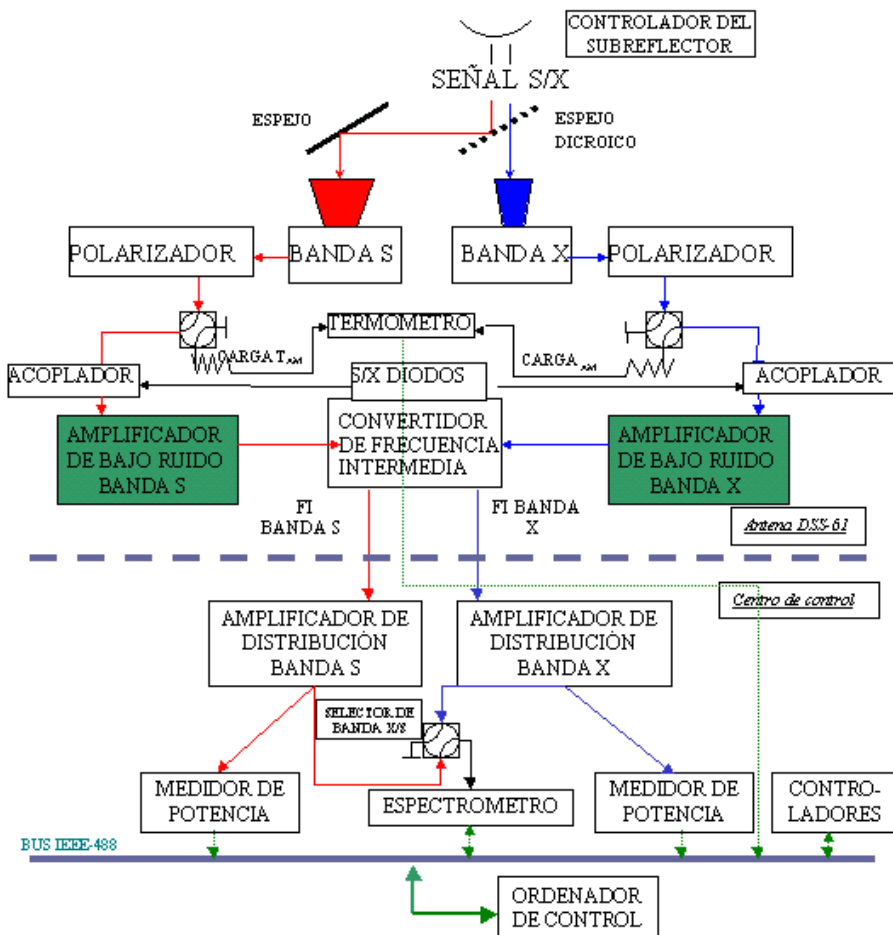 CONTROLADOR DEL
SUBREFLECTOR
SEÑAL S/X
ESPEJO
ESPEJO
DICROICO
POLARIZADOR
BANDA S
BANDA X
POLARIZADOR
TERMOMETRO
CARGA T AM
CARGA AM
ACOPLADOR
S/X DIODOS
ACOPLADOR
AMPLIFICADOR
DE BAJO RUIDO
BANDA S
CONVERTIDOR
DE FRECUENCIA
INTERMEDIA
AMPLIFICADOR
DE BAJO RUIDO
BANDA X
FI
BANDA S
FI BANDA
X
Antena DSS-61
Centro de control
AMPLIFICADOR DE
DISTRIBUCIÓN
BANDA S
AMPLIFICADOR DE
DISTRIBUCIÓN
BANDA X
SELECTOR DE
BANDA X/S
MEDIDOR DE
POTENCIA
ESPECTROMETRO
MEDIDOR DE
POTENCIA
CONTRO-
LADORES
BUS IEEE-488
ORDENADOR
DE CONTROL